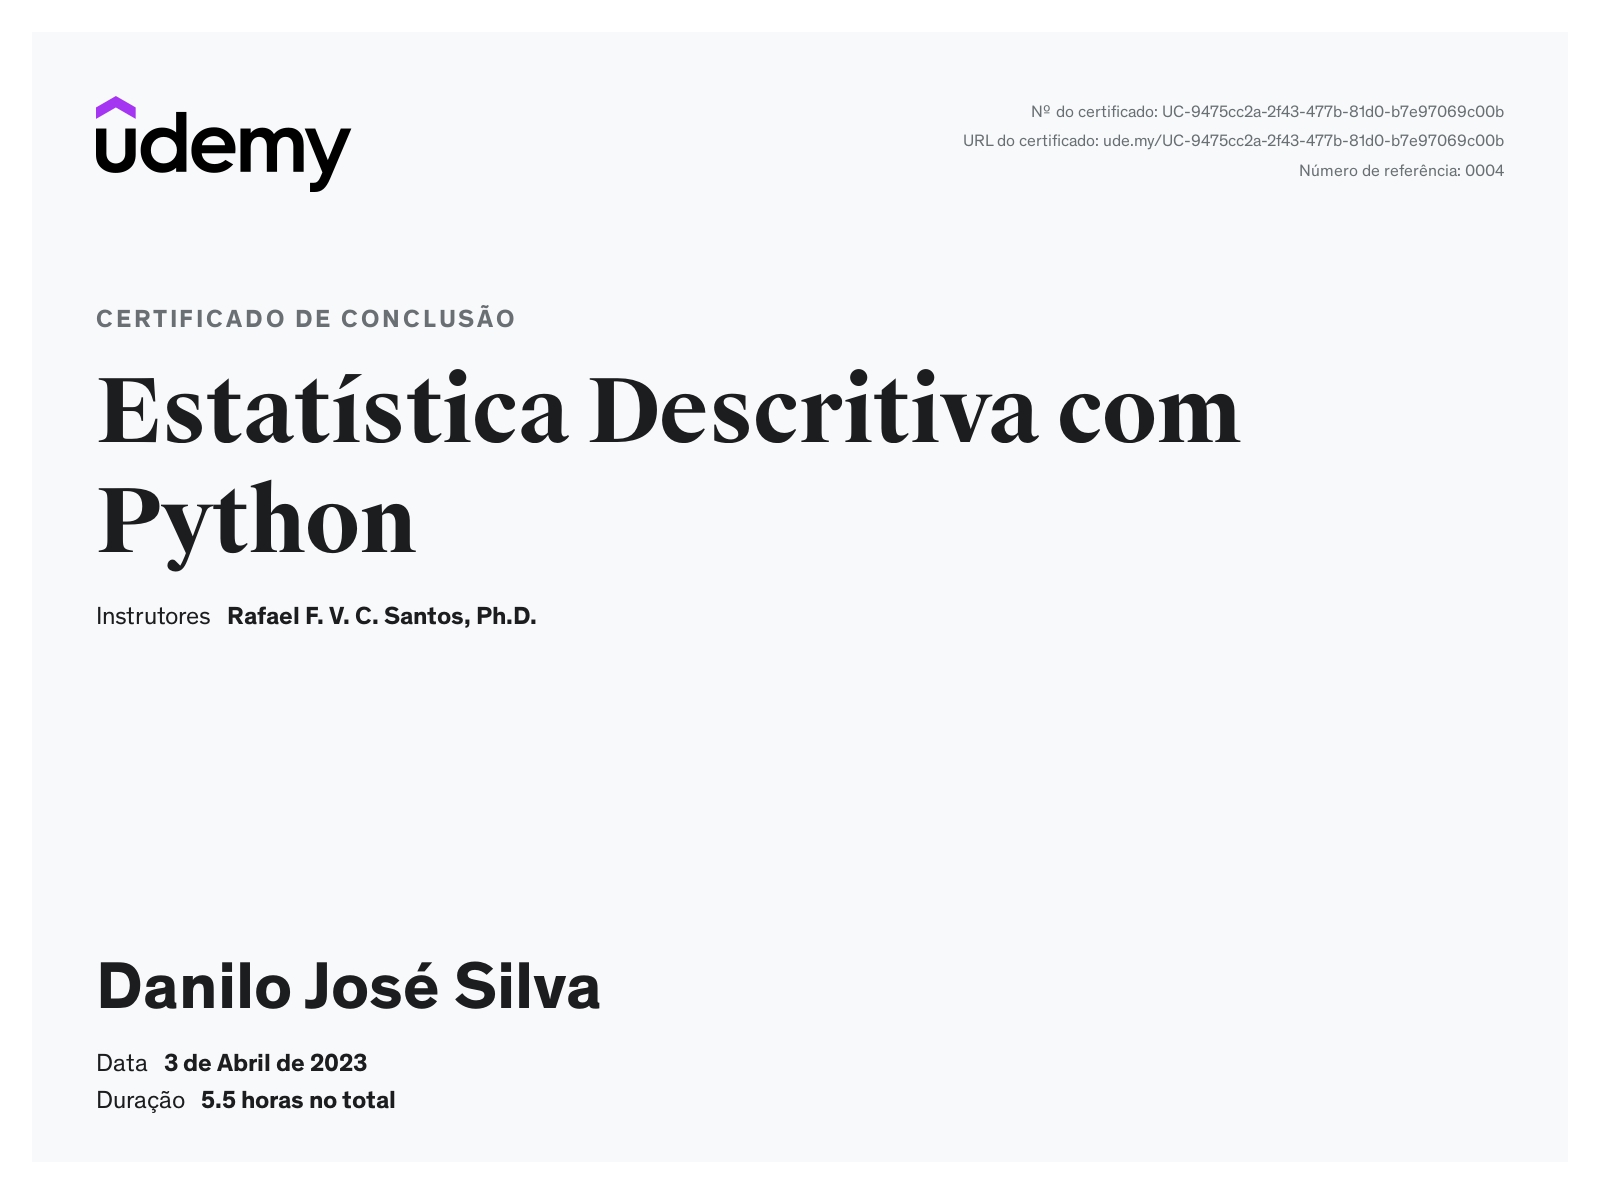 udemy
Nº do certificado: UC-9475cc2a-2f43-477b-81d0-b7e97069c00b
URL do certificado: ude.my/UC-9475cc2a-2f43-477b-81d0-b7e97069c00b
Número de referência: 0004
CERTIFICADO DE CONCLUSÃO
Estatística Descritiva com
Python
Instrutores Rafael F. V. C. Santos, Ph.D.
Danilo José Silva
Data 3 de Abril de 2023
Duração 5.5 horas no total